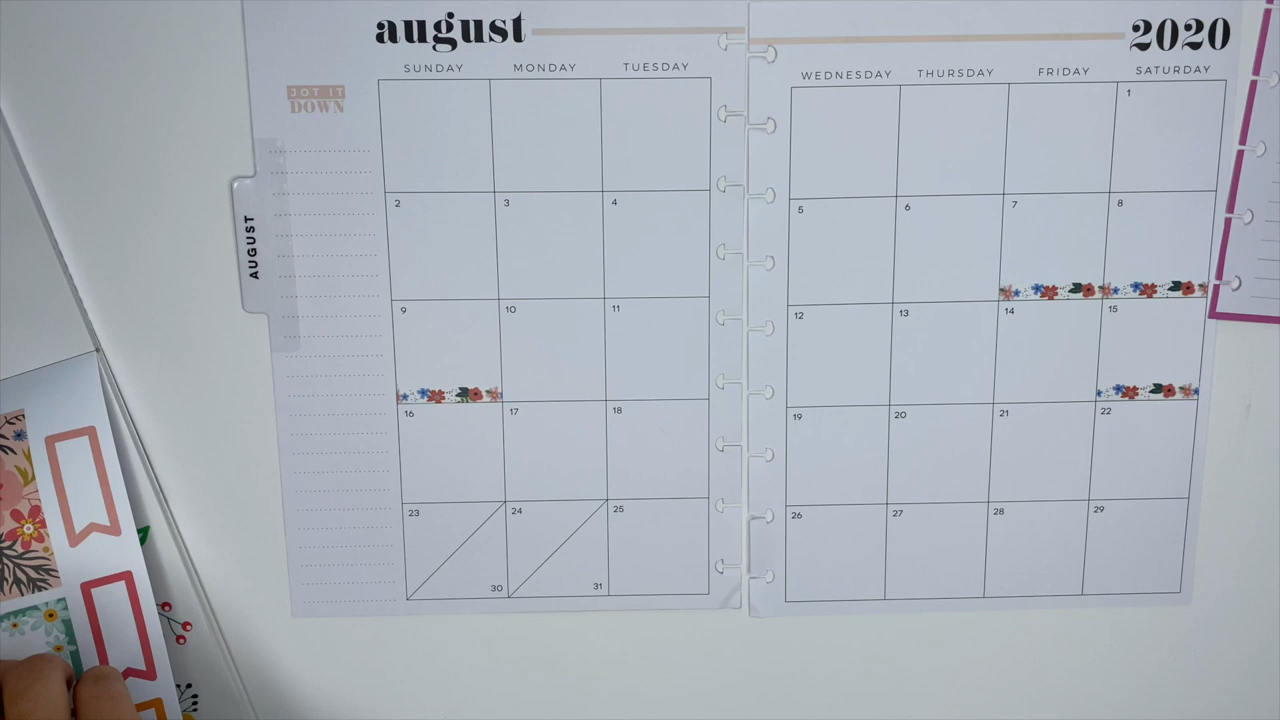 august
2020
SUNDAY MONDAY TUESDAY WEDNESDAY THURSDAY FRIDAY SATURDAY
JOT IT
DOWN
AUGUST
1
2 3 4 5 6 7 8
9 10 11 12 13 14 15
16 17 18 19 20 21 22
23 24 25 26 27 28 29
30 31